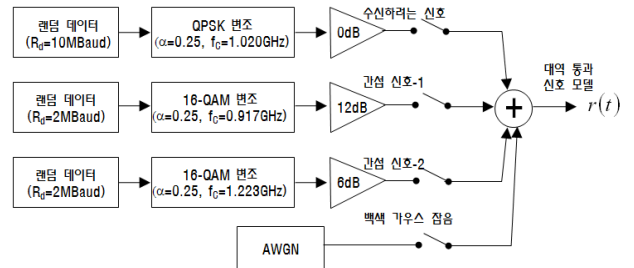 랜덤 데이터
(Rd=10MBaud)
QPSK 변조
(α=0.25, fC=1.020GHz)
0dB
수신하려는 신호
랜덤 데이터
(Rd=2MBaud)
16-QAM 변조
(α=0.25, fC=0.917GHz)
12dB
간섭 신호-1
+
대역 통과
신호 모델
r(t)
랜덤 데이터
(Rd=2MBaud)
16-QAM 변조
(α=0.25, fC=1.223GHz)
6dB
간섭 신호-2
백색 가우스 잡음
AWGN